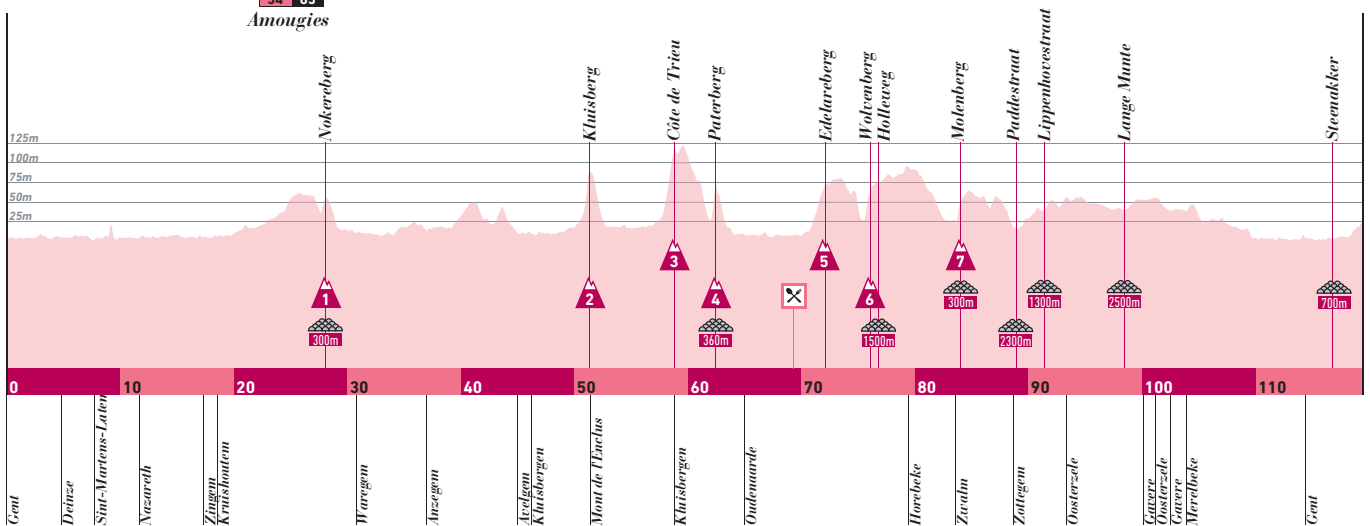 54 65
Amougies
Nokereberg
Kluisberg
Côte de Trieu
Paterberg
Edelareberg
Wolvenberg
Holleweg
Molenberg
Paddestraat
Lippenhovestraat
Lange Munte
Steenakker
125m
100m
75m
50m
25m
1
2
3
4
5
6
7
300m
360m
1500m
300m
2300m
1300m
2500m
700m
0 10 20 30 40 50 60 70 80 90 100 110
Gent
Deinze
Sint-Martens-Laten
Nazareth
Zingem
Kruishoutem
Waregem
Anzegem
Avelgem
Kluisbergen
Mont de l'Enclus
Kluisbergen
Oudenaarde
Horebeke
Zwalm
Zottegem
Oosterzele
Gavere
Oosterzele
Gavere
Merelbeke
Gent